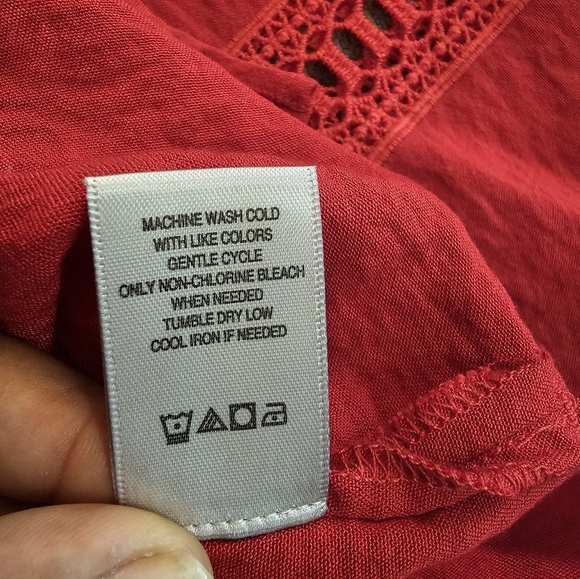 MACHINE WASH COLD
WITH LIKE COLORS
GENTLE CYCLE
ONLY NON-CHLORINE BLEACH
WHEN NEEDED
TUMBLE DRY LOW
COOL IRON IF NEEDED